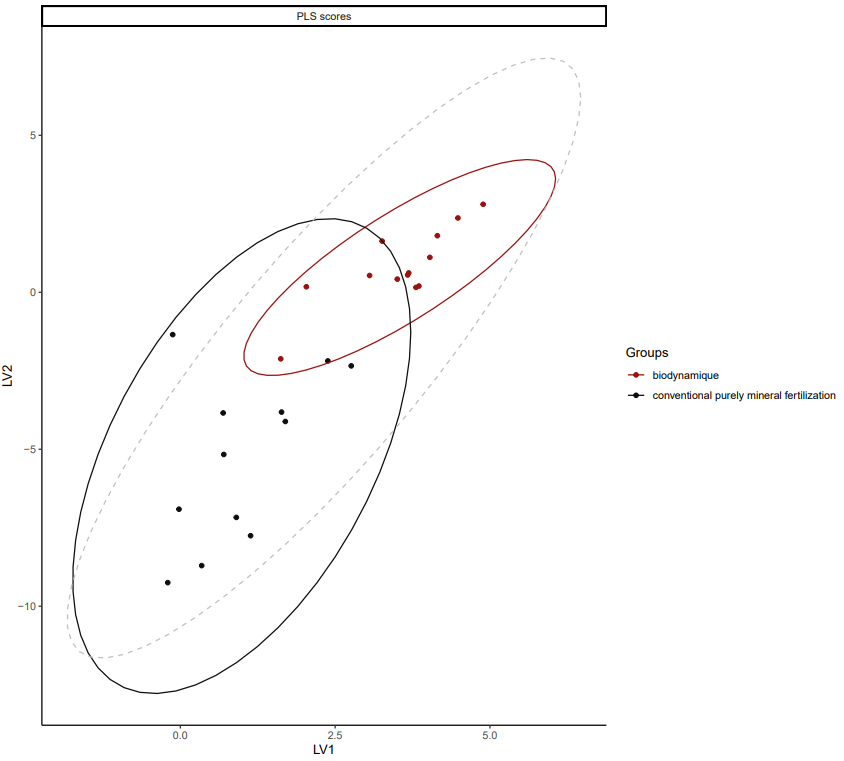 PLS scores
5
0
−5
−10
LV2
0.0
2.5
5.0
LV1
Groups
biodynamique
conventional purely mineral fertilization